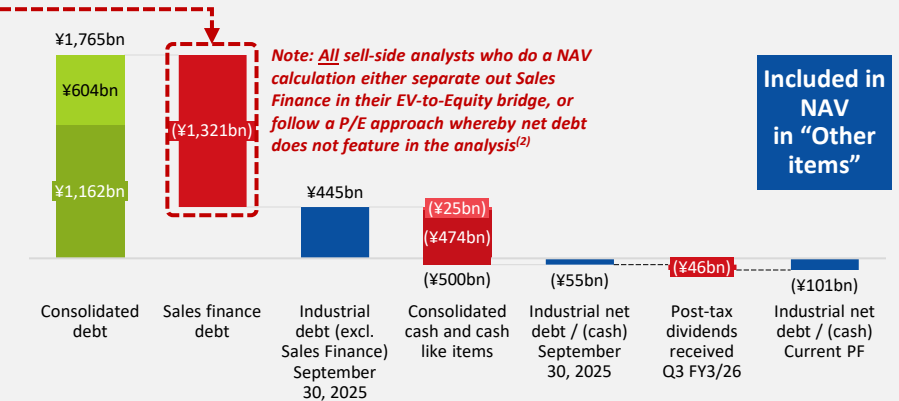 ¥1,765bn
¥604bn
¥1,162bn
(¥1,321bn)
Note: All sell-side analysts who do a NAV
calculation either separate out Sales
Finance in their EV-to-Equity bridge, or
follow a P/E approach whereby net debt
does not feature in the analysis(2)
Included in
NAV
in “Other
items”
¥445bn
(¥25bn)
(¥474bn)
(¥500bn)
(¥55bn)
(¥46bn)
(¥101bn)
Consolidated
debt
Sales finance
debt
Industrial
debt (excl.
Sales Finance)
September
30, 2025
Consolidated
cash and cash
like items
Industrial net
debt / (cash)
September
30, 2025
Post-tax
dividends
received
Q3 FY3/26
Industrial net
debt / (cash)
Current PF